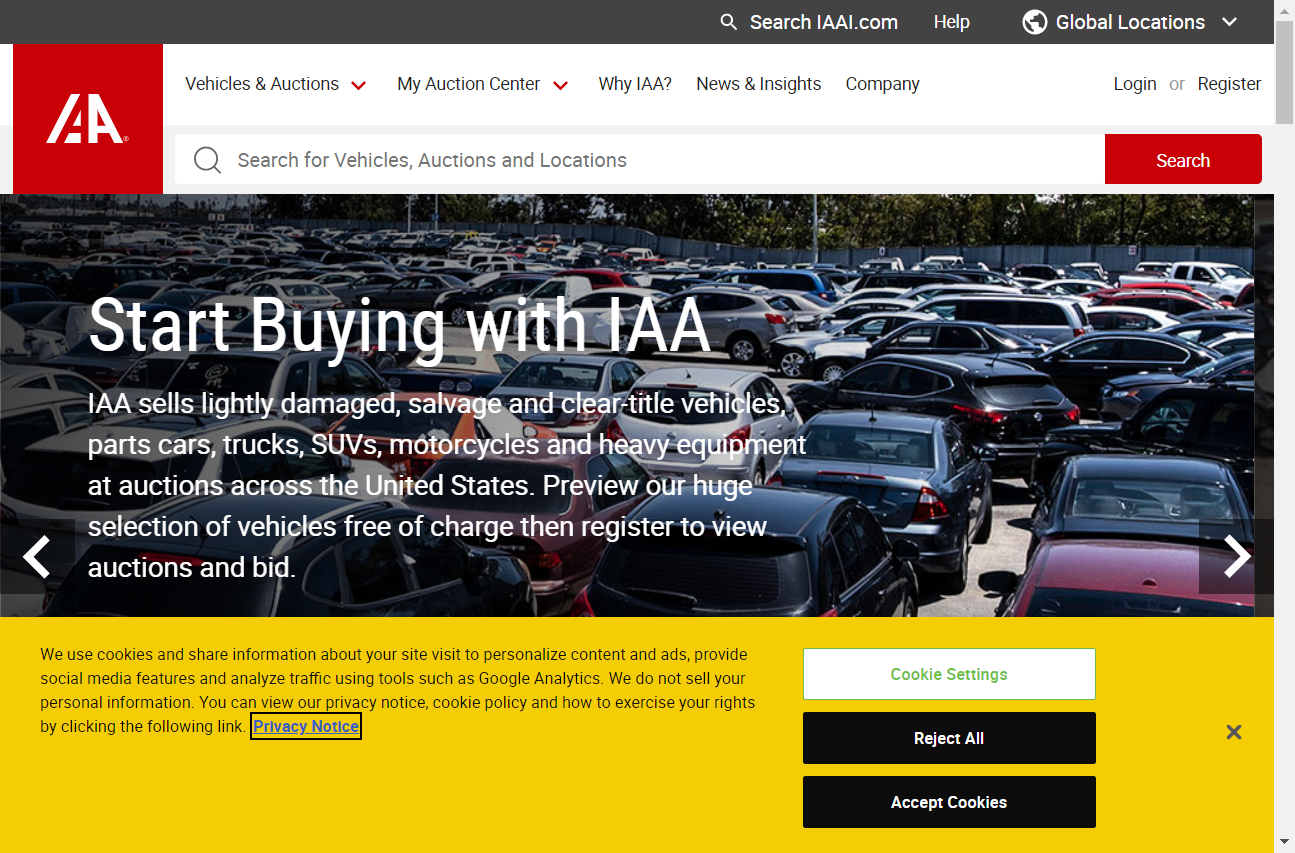 Search IAAI.com Help Global Locations
IAA®
Vehicles & Auctions My Auction Center Why IAA? News & Insights Company Login or Register
Search for Vehicles, Auctions and Locations Search
Start Buying with IAA
IAA sells lightly damaged, salvage and clear-title vehicles,
parts cars, trucks, SUVs, motorcycles and heavy equipment
at auctions across the United States. Preview our huge
selection of vehicles free of charge then register to view
auctions and bid.
We use cookies and share information about your site visit to personalize content and ads, provide
social media features and analyze traffic using tools such as Google Analytics. We do not sell your
personal information. You can view our privacy notice, cookie policy and how to exercise your rights
by clicking the following link. Privacy Notice
Cookie Settings
Reject All
Accept Cookies